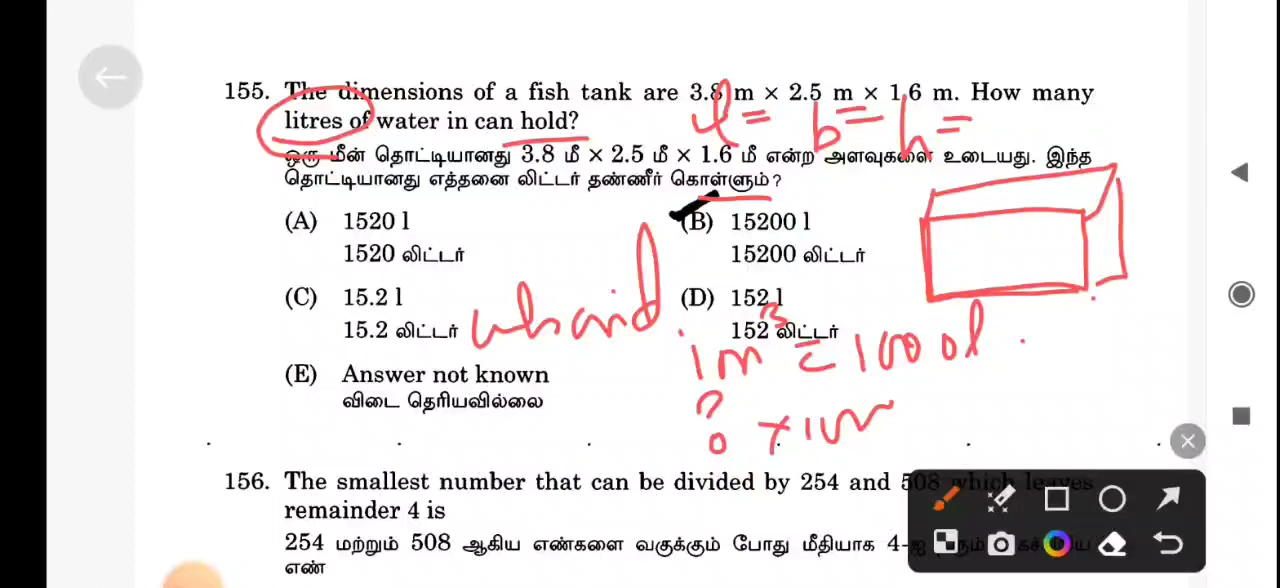 155. The dimensions of a fish tank are 3.8 m × 2.5 m × 1.6 m. How many
litres of water in can hold?
l = b = h =
ஒரு மீன் தொட்டியானது 3.8 மீ × 2.5 மீ × 1.6 மீ என்ற அளவுகளை உடையது. இந்த
தொட்டியானது எத்தனை லிட்டர் தண்ணீர் கொள்ளும்?
(A) 1520 l (B) 15200 l
1520 லிட்டர் 15200 லிட்டர்
(C) 15.2 l (D) 152 l
15.2 லிட்டர் 152 லிட்டர்
1m³ = 1000l
(E) Answer not known
விடை தெரியவில்லை
?
156. The smallest number that can be divided by 254 and 508 which leaves
remainder 4 is
254 மற்றும் 508 ஆகிய எண்களை வகுக்கும் போது மீதியாக 4-ஐ
எண்